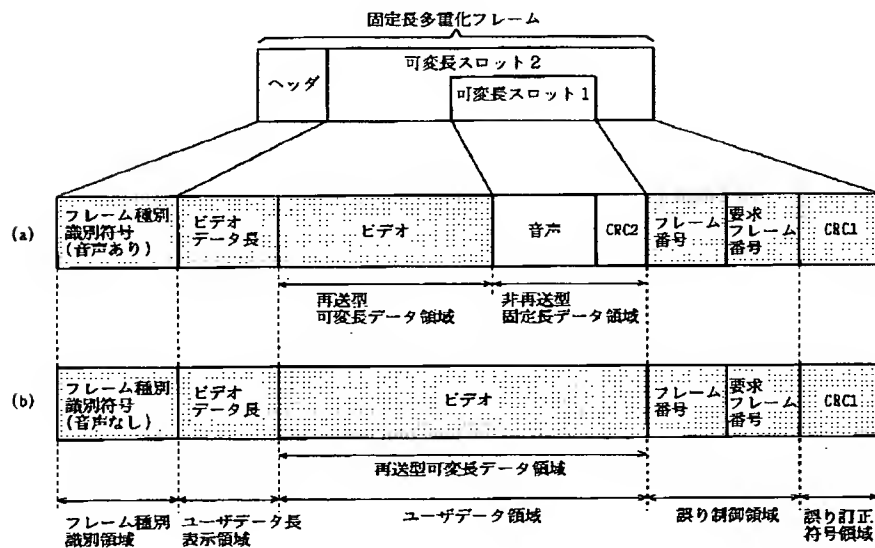 固定長多重化フレーム
ヘッダ
可変長スロット2
可変長スロット1
(a)
フレーム種別
識別符号
(音声あり)
ビデオ
データ長
ビデオ
音声
CRC2
フレーム
番号
要求
フレーム
番号
CRC1
再送型
可変長データ領域
非再送型
固定長データ領域
(b)
フレーム種別
識別符号
(音声なし)
ビデオ
データ長
ビデオ
フレーム
番号
要求
フレーム
番号
CRC1
再送型可変長データ領域
フレーム種別
識別領域
ユーザデータ長
表示領域
ユーザデータ領域
誤り制御領域
誤り訂正
符号領域